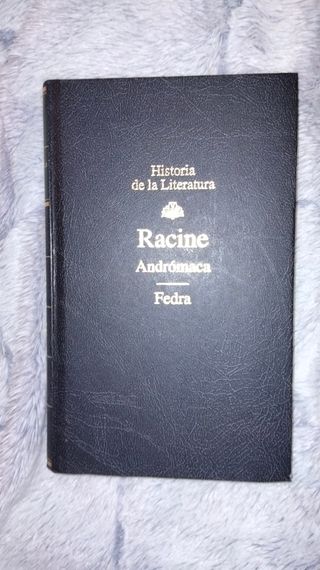 Historia
de la Literatura
Racine
Andrómaca
Fedra